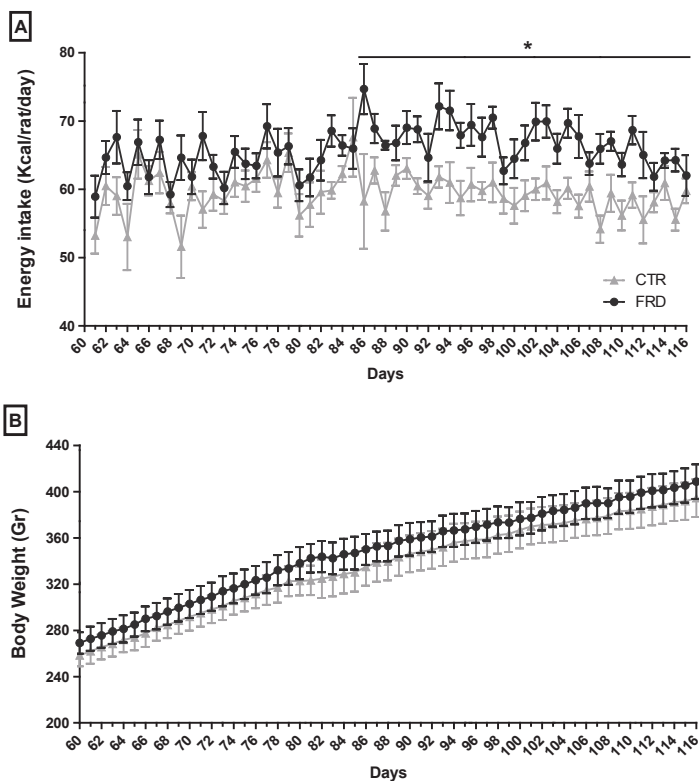 A
*
Energy intake (Kcal/rat/day)
80
70
60
50
40
CTR
FRD
60 62 64 66 68 70 72 74 76 78 80 82 84 86 88 90 92 94 96 98 100 102 104 106 108 110 112 114 116
Days
B
Body Weight (Gr)
440
400
360
320
280
240
200
60 62 64 66 68 70 72 74 76 78 80 82 84 86 88 90 92 94 96 98 100 102 104 106 108 110 112 114 116
Days